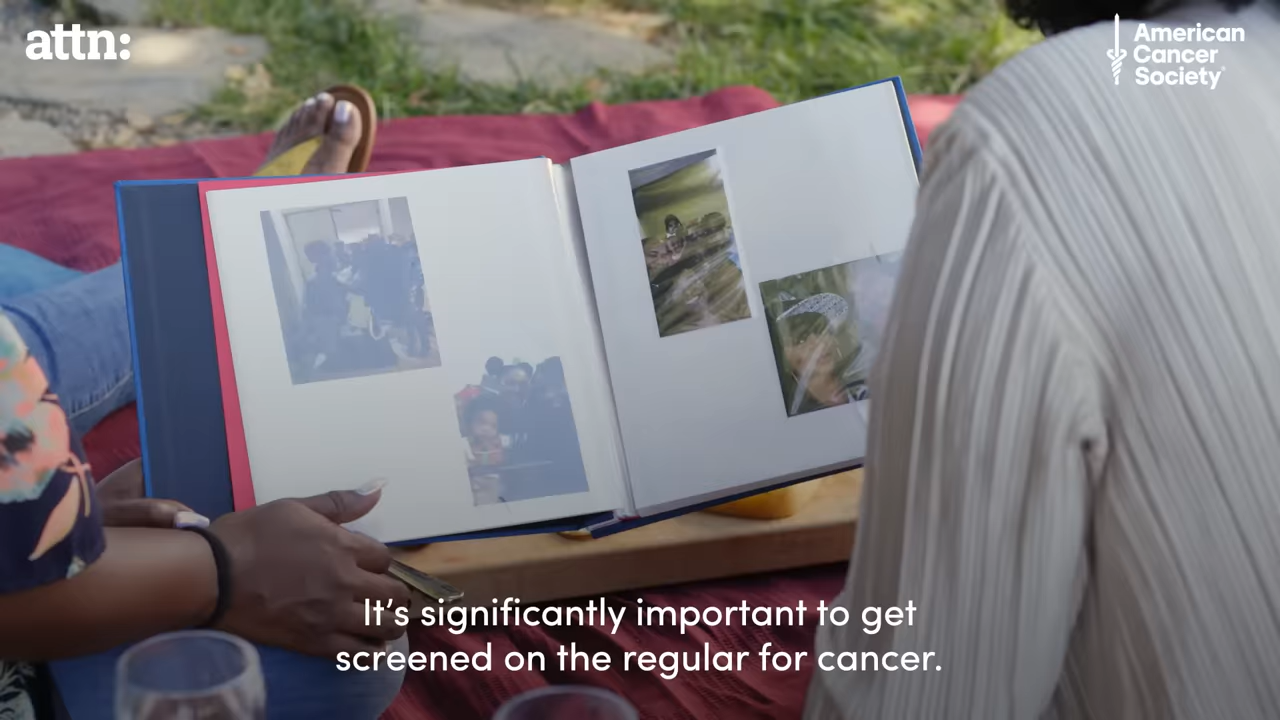 attn:
American
Cancer
Society®
It's significantly important to get
screened on the regular for cancer.